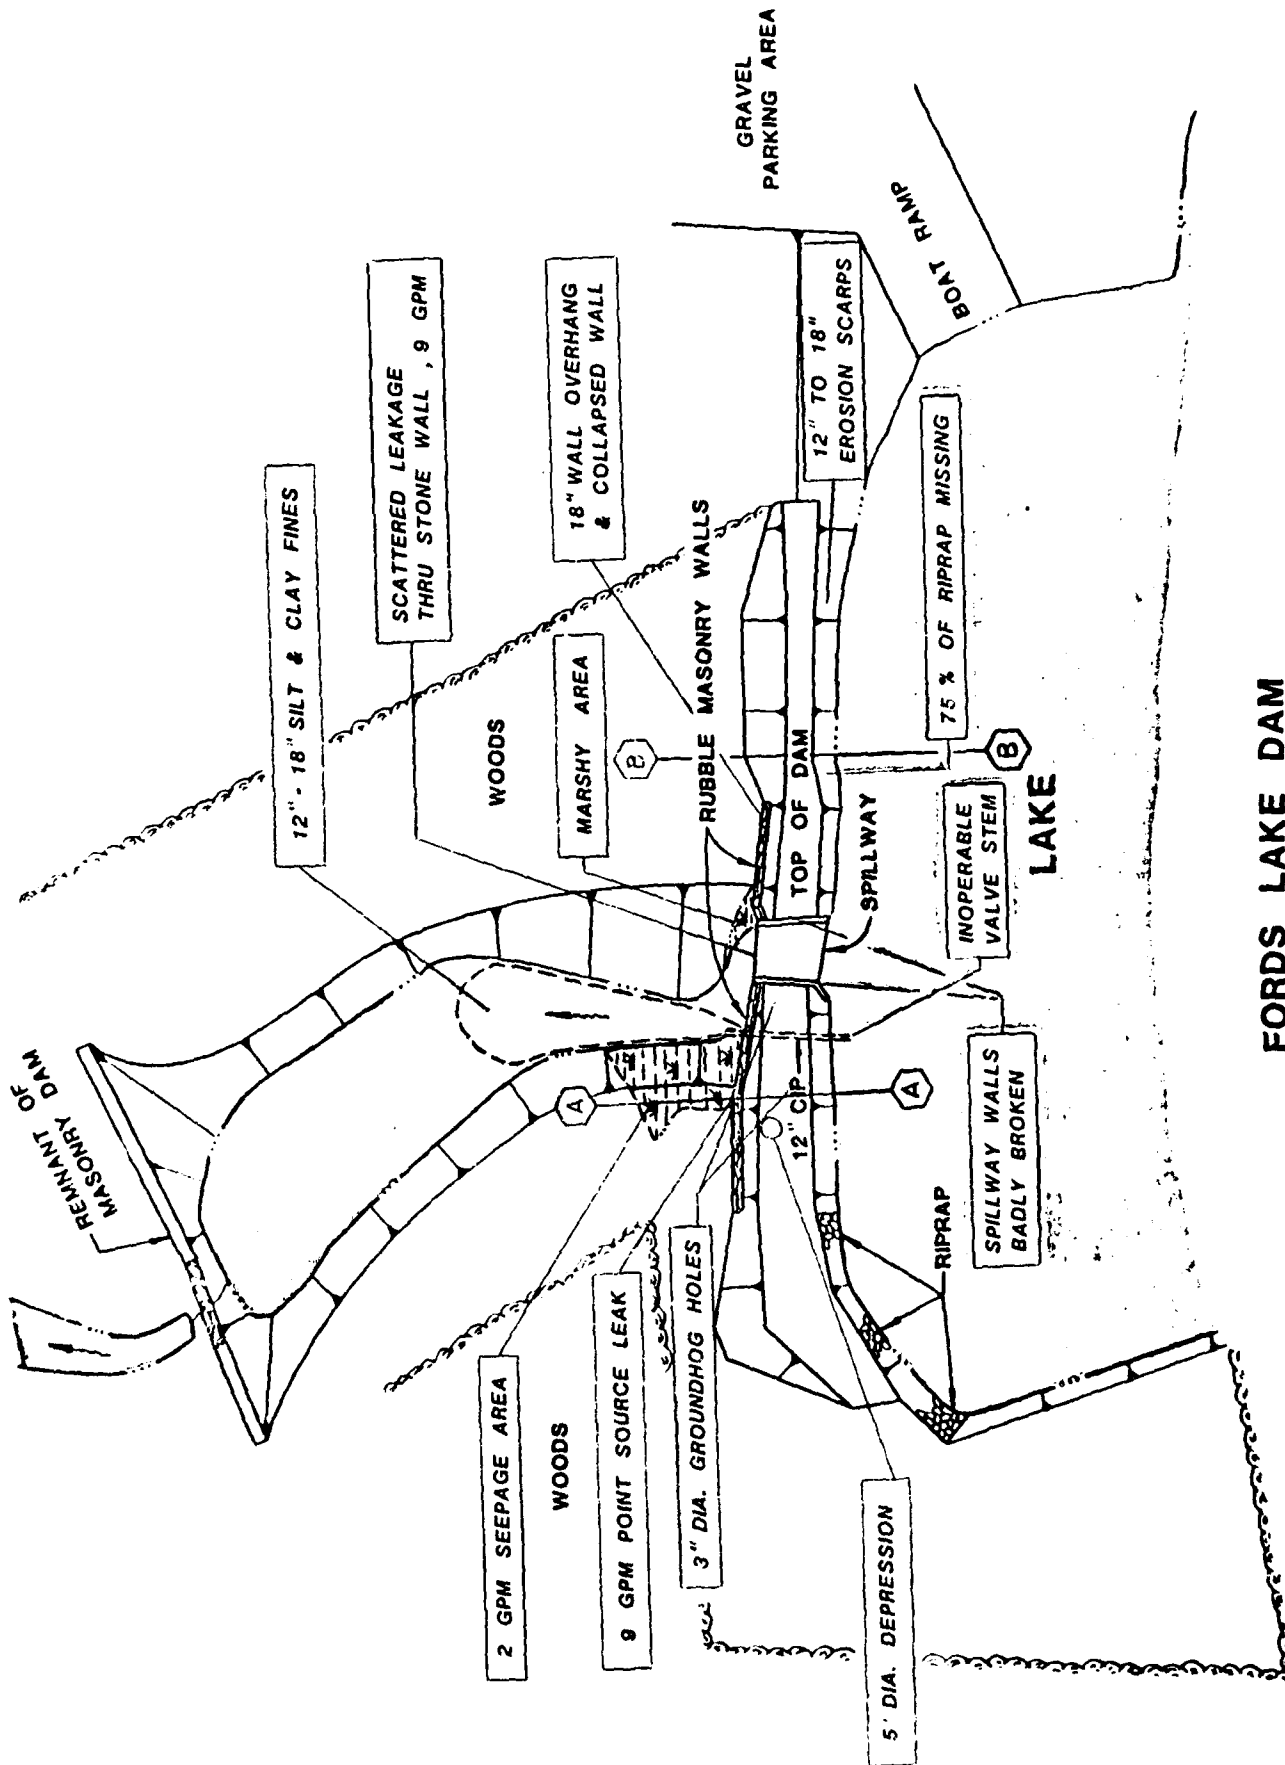 REMNANT OF
MASONRY DAM
12" - 18" SILT & CLAY FINES
SCATTERED LEAKAGE
THRU STONE WALL , 9 GPM
WOODS
18" WALL OVERHANG
& COLLAPSED WALL
MARSHY AREA
RUBBLE MASONRY WALLS
GRAVEL
PARKING AREA
2 GPM SEEPAGE AREA
WOODS
9 GPM POINT SOURCE LEAK
3" DIA. GROUNDHOG HOLES
A
B
12" CIP
TOP OF DAM
12" TO 18"
EROSION SCARPS
BOAT RAMP
5' DIA. DEPRESSION
RIPRAP
SPILLWAY
A
B
75 % OF RIPRAP MISSING
SPILLWAY WALLS
BADLY BROKEN
INOPERABLE
VALVE STEM
LAKE
FORDS LAKE DAM